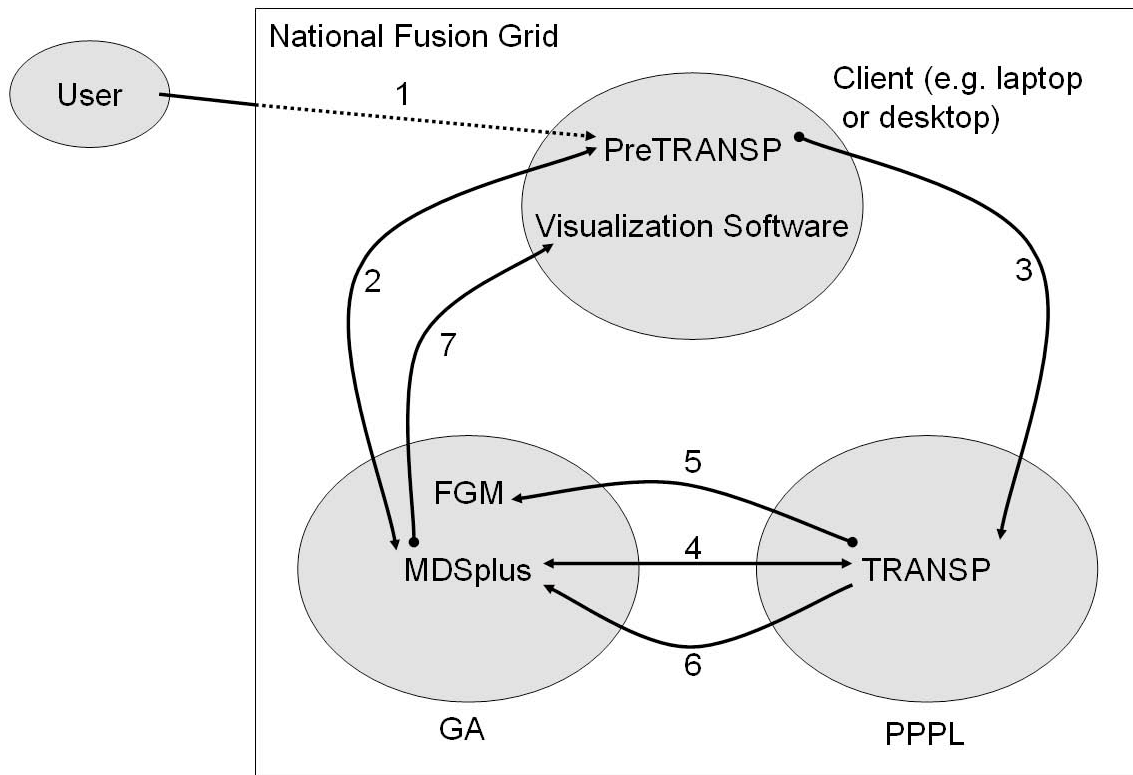 National Fusion Grid
User
1
Client (e.g. laptop
or desktop)
PreTRANSP
Visualization Software
2
3
7
5
FGM
4
MDSplus
TRANSP
6
GA
PPPL